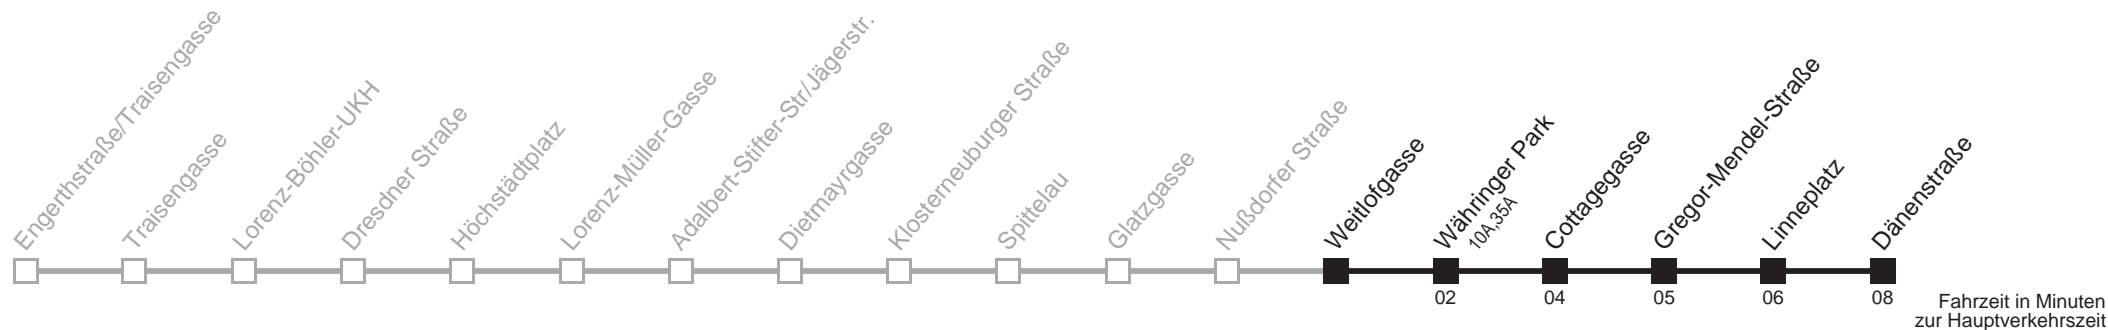 Engerthstraße/Traisengasse
Traisengasse
Lorenz-Böhler-UKH
Dresdner Straße
Höchstädtplatz
Lorenz-Müller-Gasse
Adalbert-Stifter-Str/Jägerstr.
Dietmayrgasse
Klosterneuburger Straße
Spittelau
Glatzgasse
Nußdorfer Straße
Weitlofgasse
Währinger Park
10A,35A
Cottagegasse
Gregor-Mendel-Straße
Linneplatz
Dänenstraße
02 04 05 06 08
Fahrzeit in Minuten
zur Hauptverkehrszeit